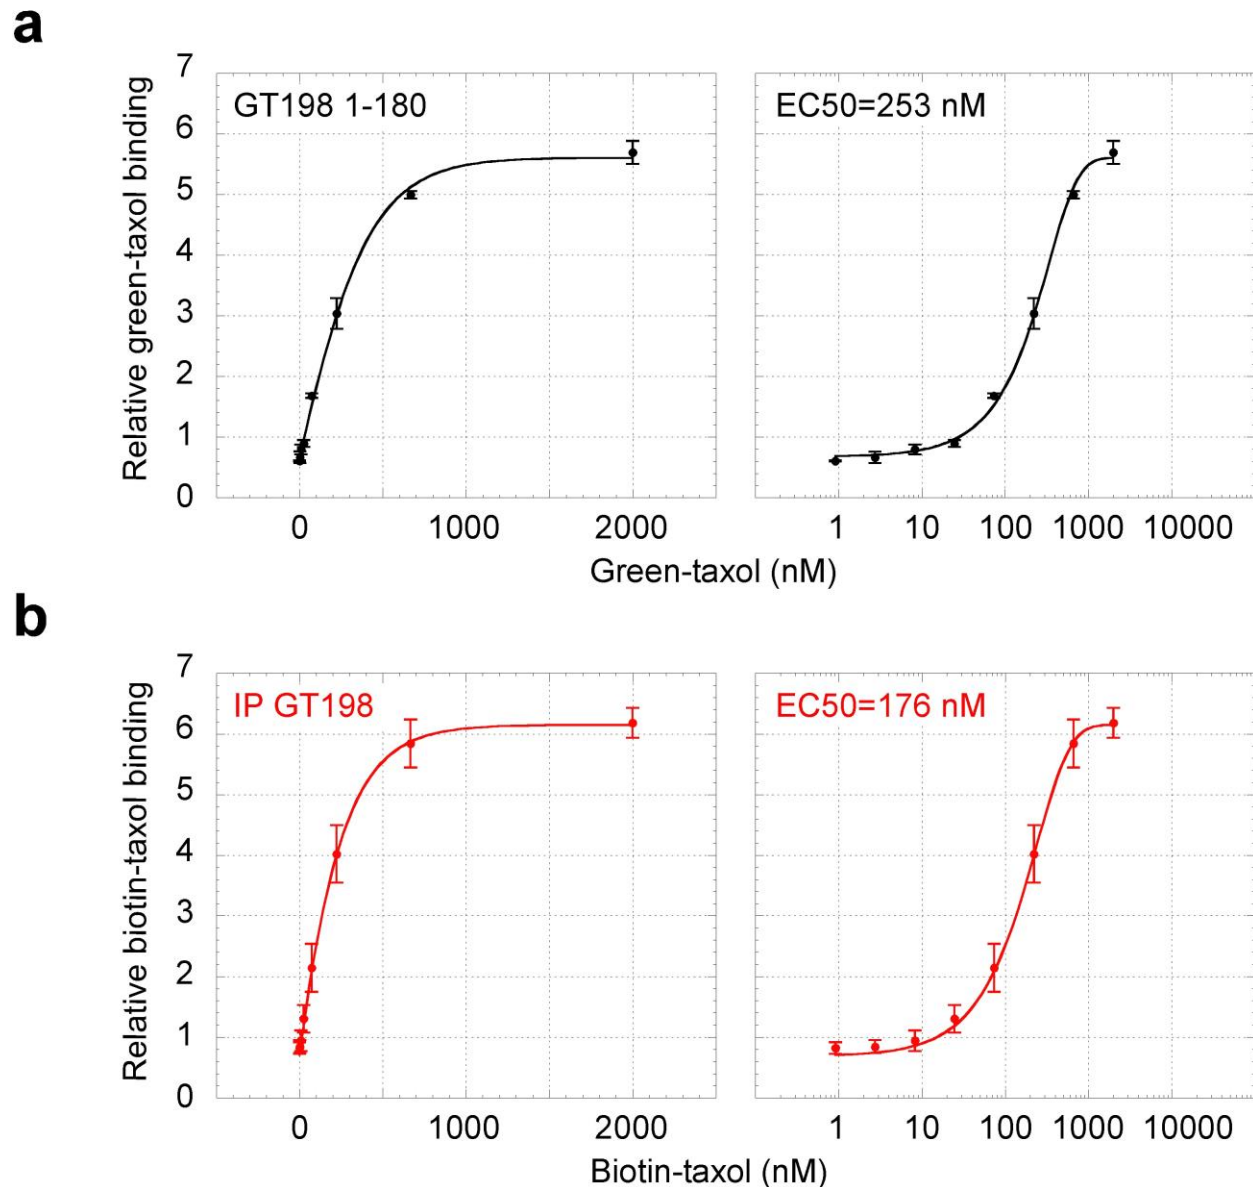 a
Relative green-taxol binding
7
6
5
4
3
2
1
0
GT198 1-180
EC50=253 nM
0 1000 2000
1 10 100 1000 10000
Green-taxol (nM)
b
Relative biotin-taxol binding
7
6
5
4
3
2
1
0
IP GT198
EC50=176 nM
0 1000 2000
1 10 100 1000 10000
Biotin-taxol (nM)